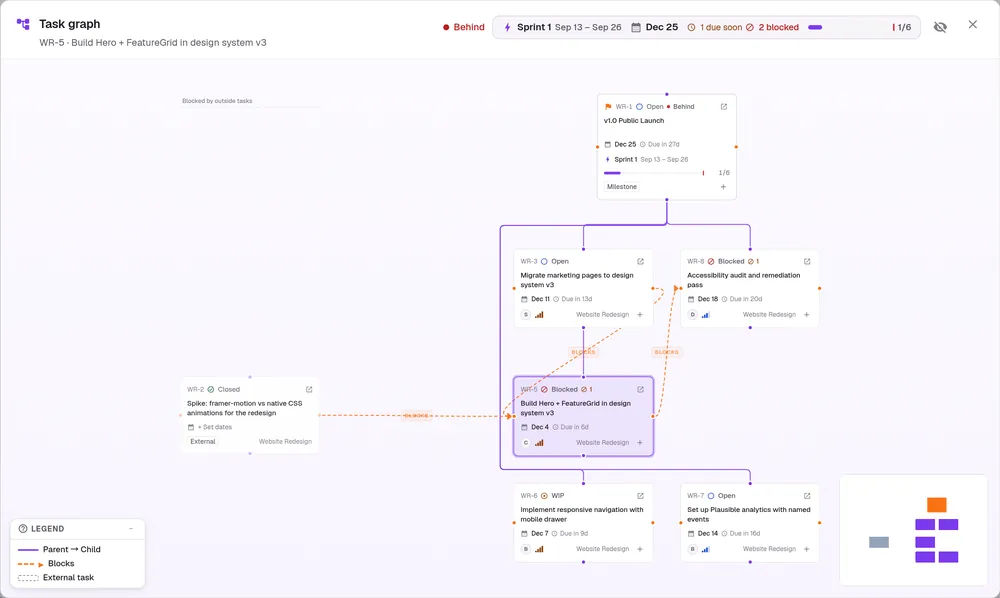 Task graph
WR-5 · Build Hero + FeatureGrid in design system v3
Behind
Sprint 1 Sep 13 – Sep 26
Dec 25
1 due soon
2 blocked
1/6
Blocked by outside tasks
WR-1 Open Behind
v1.0 Public Launch
Dec 25 Due in 27d
Sprint 1 Sep 13 – Sep 26
1/6
Milestone +
WR-3 Open
Migrate marketing pages to design
system v3
Dec 11 Due in 13d
S Website Redesign +
WR-8 Blocked 1
Accessibility audit and remediation
pass
Dec 18 Due in 20d
D Website Redesign +
BLOCKS
BLOCKS
WR-2 Closed
Spike: framer-motion vs native CSS
animations for the redesign
+ Set dates
External Website Redesign
BLOCKS
WR-5 Blocked 1
Build Hero + FeatureGrid in design
system v3
Dec 4 Due in 6d
C Website Redesign +
WR-6 WIP
Implement responsive navigation with
mobile drawer
Dec 7 Due in 9d
B Website Redesign +
WR-7 Open
Set up Plausible analytics with named
events
Dec 14 Due in 16d
B Website Redesign +
LEGEND –
Parent → Child
Blocks
External task